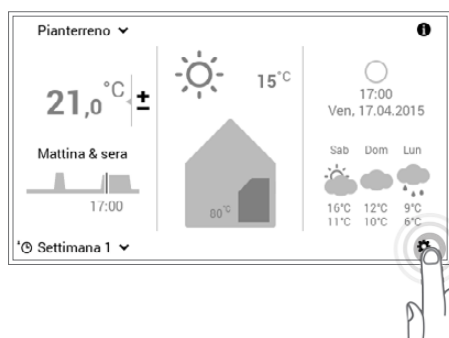 Pianterreno
21,0 °C ±
Mattina & sera
17:00
Settimana 1
15°C
80°C
17:00
Ven, 17.04.2015
Sab Dom Lun
16°C 12°C 9°C
11°C 10°C 6°C